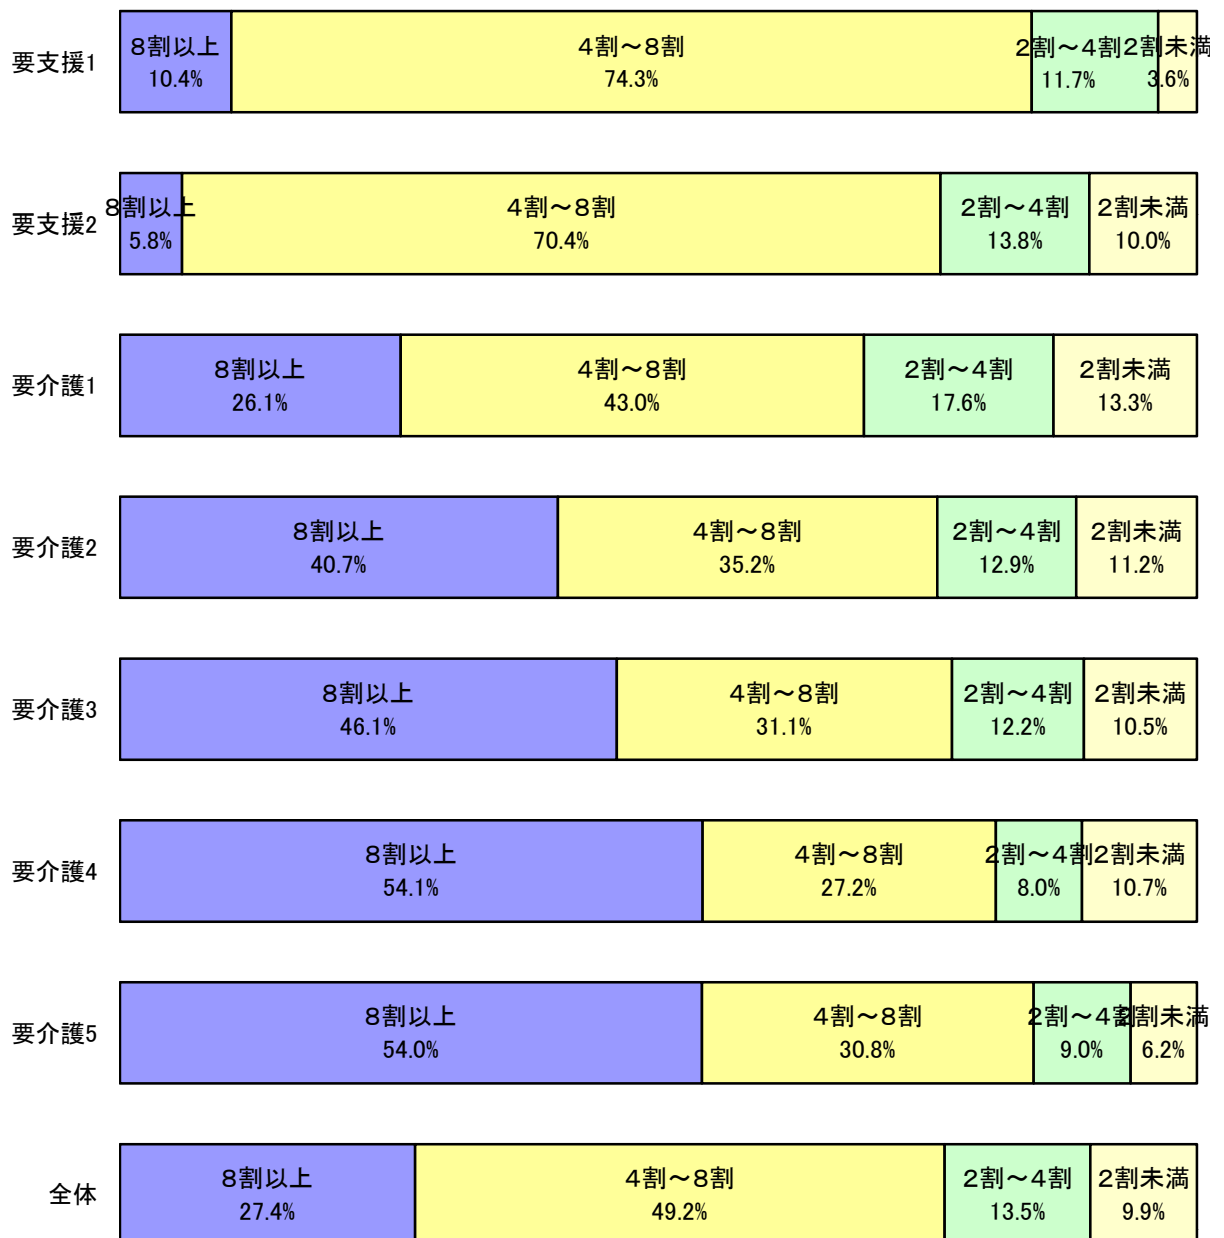 要支援1
8割以上 4割～8割 2割～4割 2割未満
10.4% 74.3% 11.7% 3.6%
要支援2
8割以上 4割～8割 2割～4割 2割未満
5.8% 70.4% 13.8% 10.0%
要介護1
8割以上 4割～8割 2割～4割 2割未満
26.1% 43.0% 17.6% 13.3%
要介護2
8割以上 4割～8割 2割～4割 2割未満
40.7% 35.2% 12.9% 11.2%
要介護3
8割以上 4割～8割 2割～4割 2割未満
46.1% 31.1% 12.2% 10.5%
要介護4
8割以上 4割～8割 2割～4割 2割未満
54.1% 27.2% 8.0% 10.7%
要介護5
8割以上 4割～8割 2割～4割 2割未満
54.0% 30.8% 9.0% 6.2%
全体
8割以上 4割～8割 2割～4割 2割未満
27.4% 49.2% 13.5% 9.9%